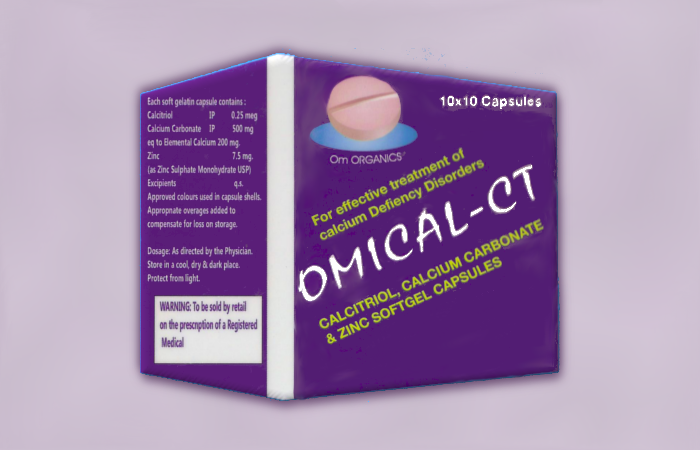 Each soft gelatin capsule contains :
Calcitriol IP 0.25 meg
Calcium Carbonate IP 500 mg
eq to Elemental Calcium 200 mg.
Zinc 7.5 mg.
(as Zinc Sulphate Monohydrate USP)
Excipients q.s.
Approved colours used in capsule shells.
Appropnate overages added to
compensate for loss on storage.
Dosage: As directed by the Physician.
Store in a cool, dry & dark place.
Protect from light.
WARNING: To be sold by retail
on the prescnption of a Registered
Medical
10x10 Capsules
Om ORGANICS
For effective treatment of
calcium Defiency Disorders
OMICAL-CT
CALCITRIOL, CALCIUM CARBONATE
& ZINC SOFTGEL CAPSULES